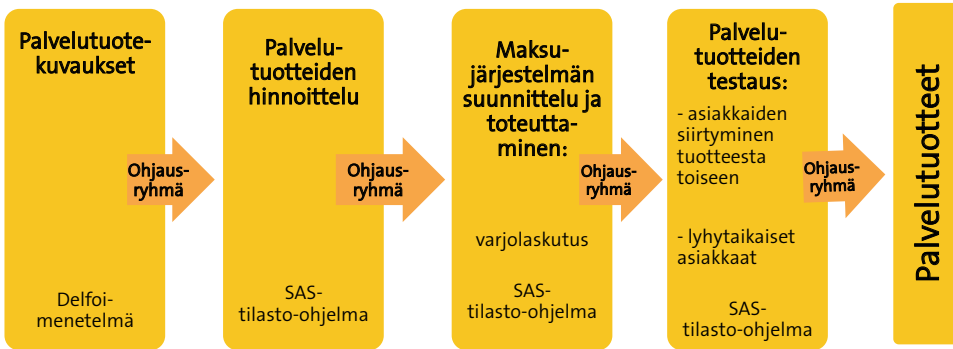 Palvelutuote-
kuvaukset
Delfoi-
menetelmä
Ohjaus-
ryhmä
Palvelu-
tuotteiden
hinnoittelu
SAS-
tilasto-ohjelma
Ohjaus-
ryhmä
Maksu-
järjestelmän
suunnittelu ja
toteutta-
minen:
varjolaskutus
SAS-
tilasto-ohjelma
Ohjaus-
ryhmä
Palvelu-
tuotteiden
testaus:
- asiakkaiden
siirtyminen
tuotteesta
toiseen
- lyhytaikaiset
asiakkaat
SAS-
tilasto-ohjelma
Ohjaus-
ryhmä
Palvelutuotteet